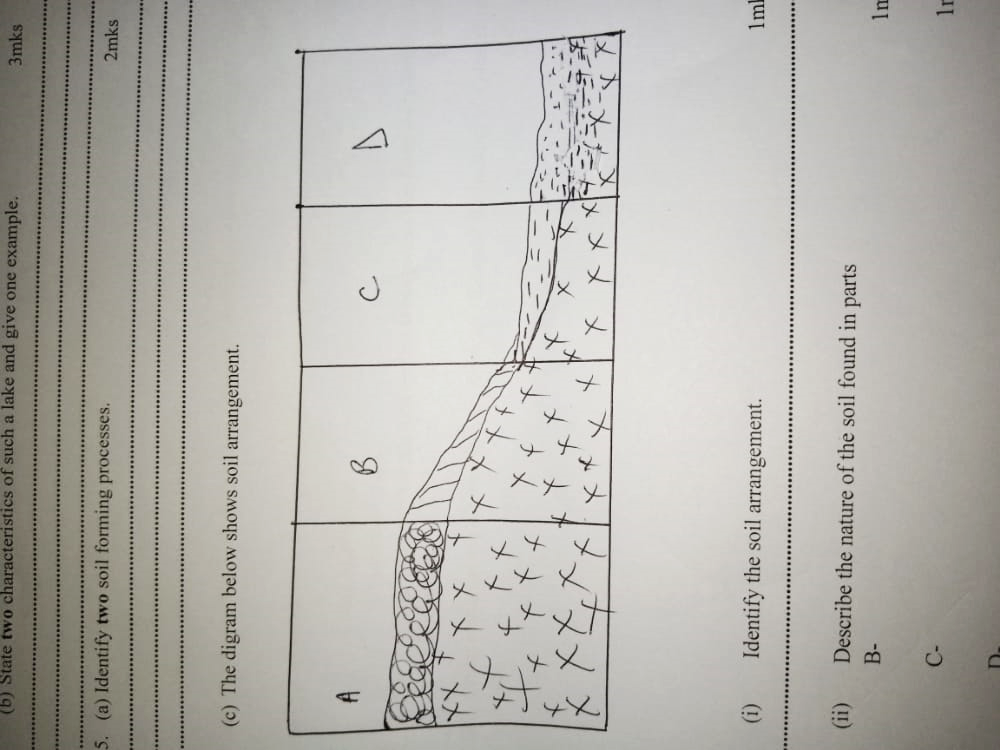 (b) State two characteristics of such a lake and give one example. 3mks
5. (a) Identify two soil forming processes. 2mks
(c) The digram below shows soil arrangement.
A B C D
(i) Identify the soil arrangement.
(ii) Describe the nature of the soil found in parts
B-
C-